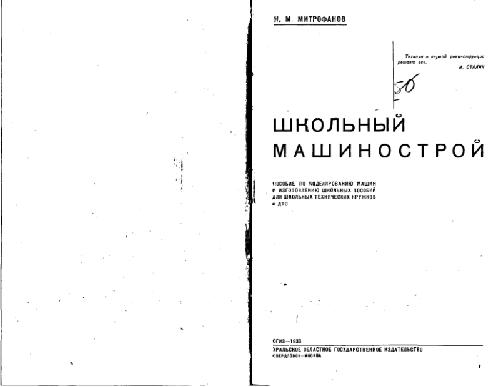 Н. М. МИТРОФАНОВ
Техника в период реконструкции
решает все.
И. СТАЛИН
ШКОЛЬНЫЙ
МАШИНОСТРОЙ
ПОСОБИЕ ПО МОДЕЛИРОВАНИЮ МАШИН
И ИЗГОТОВЛЕНИЮ ШКОЛЬНЫХ ПОСОБИЙ
ДЛЯ ШКОЛЬНЫХ ТЕХНИЧЕСКИХ КРУЖКОВ
И ДТС
ОГИЗ—193
УРАЛЬСКОЕ ОБЛАСТНОЕ ГОСУДАРСТВЕННОЕ ИЗДАТЕЛЬСТВО
СВЕРДЛОВСК—МОСКВА